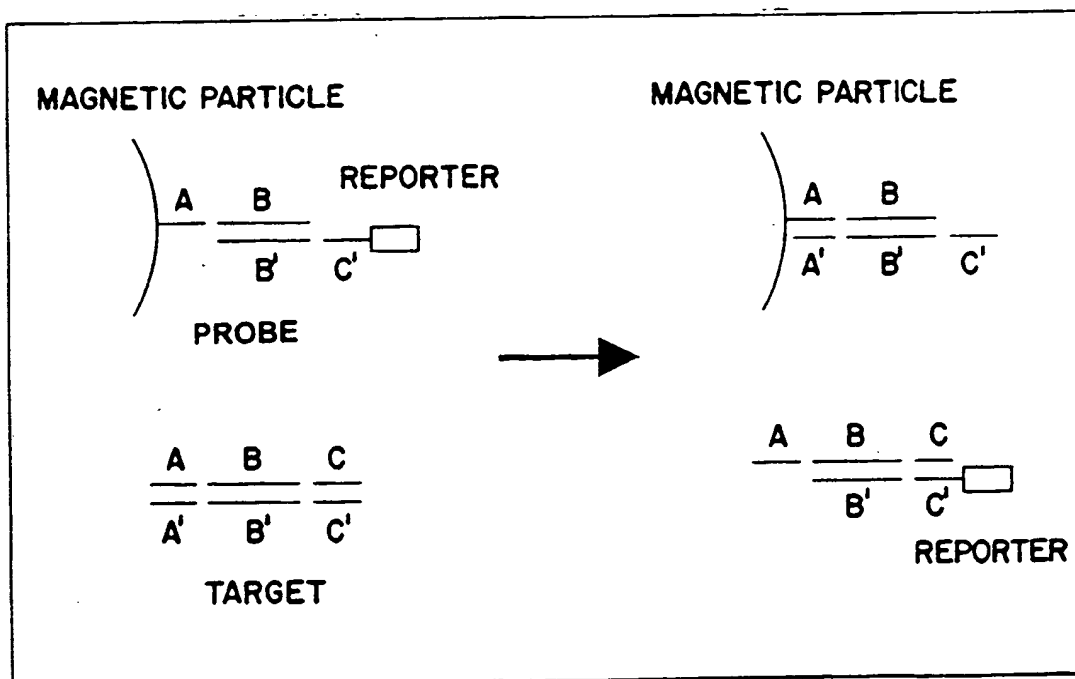 MAGNETIC PARTICLE
A B REPORTER
B' C'
PROBE
A B C
A' B' C'
TARGET
MAGNETIC PARTICLE
A B
A' B' C'
A B C
B' C'
REPORTER